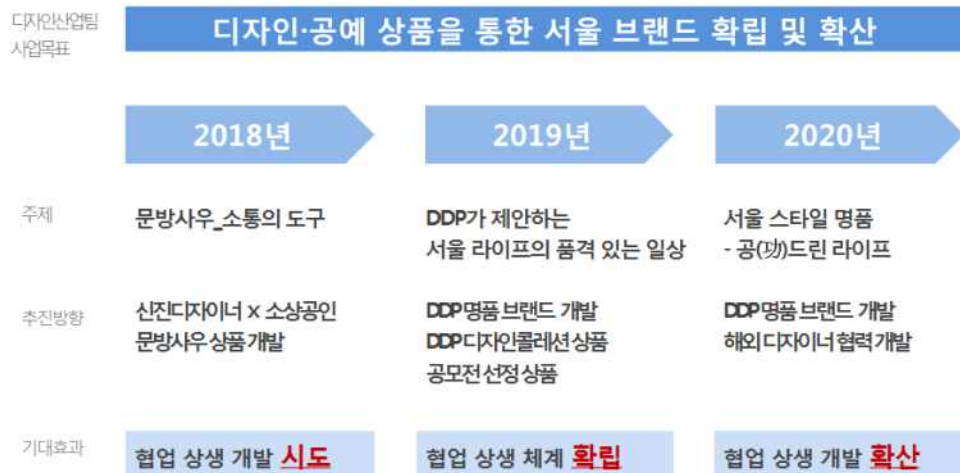 디자인산업팀
사업목표
디자인·공예 상품을 통한 서울 브랜드 확립 및 확산
2018년
2019년
2020년
주제
문방사우_소통의 도구
DDP가 제안하는
서울 라이프의 품격 있는 일상
서울 스타일 명품
- 공(功)드린 라이프
추진방향
신진디자이너 x 소상공인
문방사우 상품 개발
DDP명품 브랜드 개발
DDP디자인콜레션 상품
공모전 선정 상품
DDP명품 브랜드 개발
해외 디자이너 협력 개발
기대효과
협업 상생 개발 시도
협업 상생 체계 확립
협업 상생 개발 확산